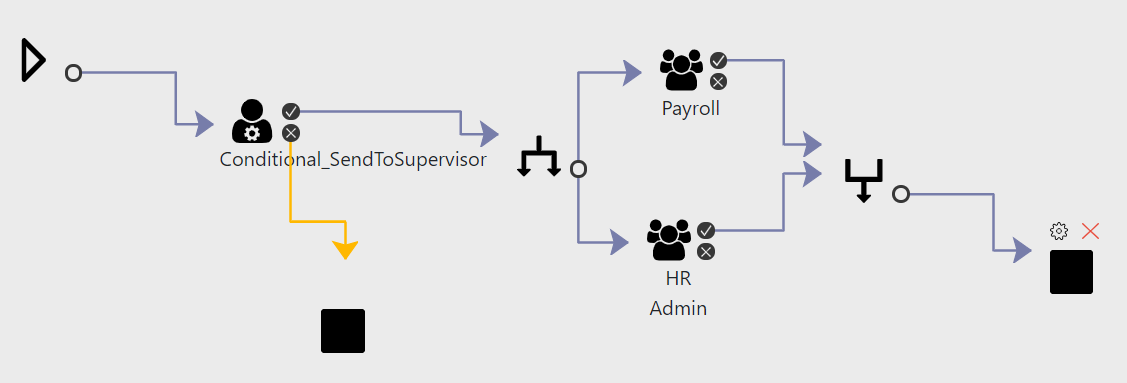 Payroll
Conditional_SendToSupervisor
HR
Admin